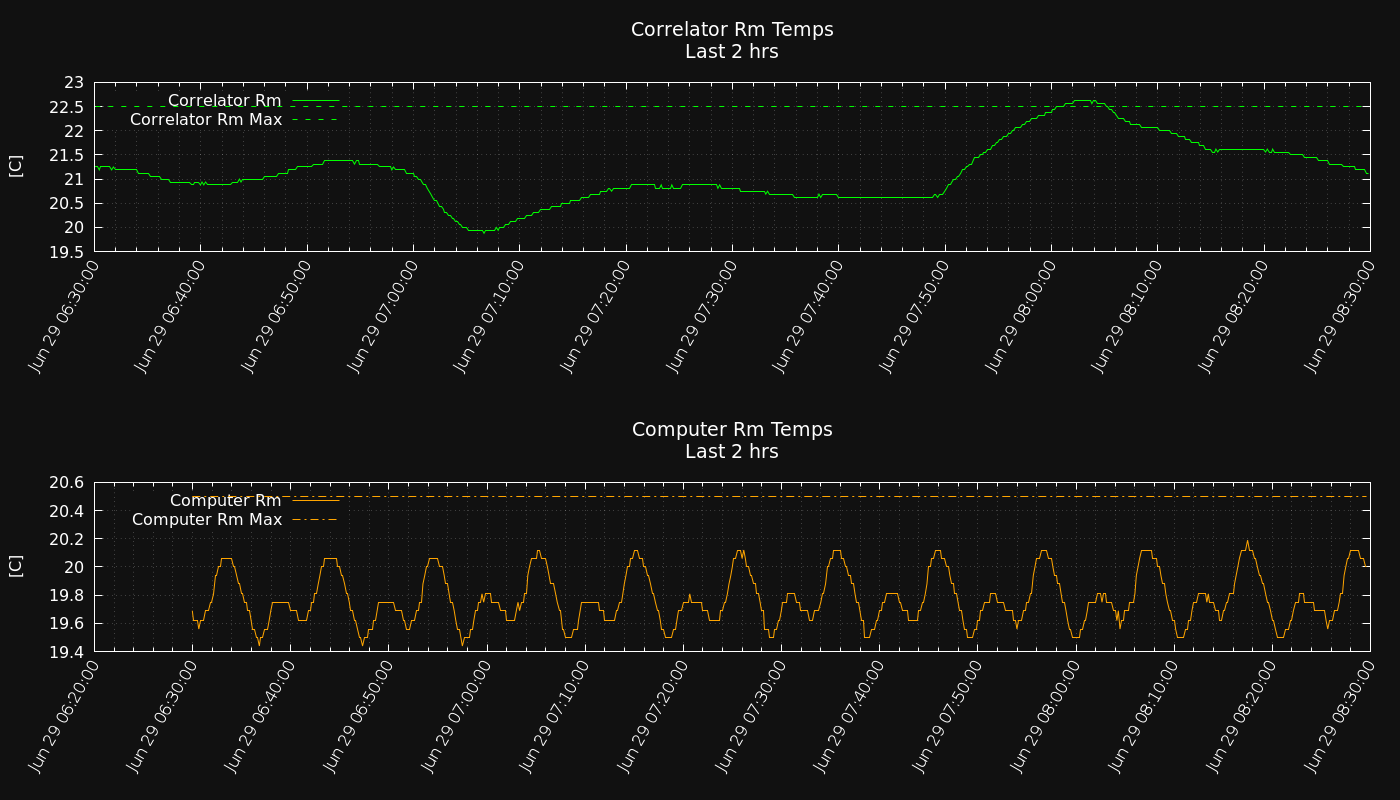 Correlator Rm Temps
Last 2 hrs
23
22.5
22
21.5
21
20.5
20
19.5
[C]
Correlator Rm
Correlator Rm Max
Jun 29 06:30:00
Jun 29 06:40:00
Jun 29 06:50:00
Jun 29 07:00:00
Jun 29 07:10:00
Jun 29 07:20:00
Jun 29 07:30:00
Jun 29 07:40:00
Jun 29 07:50:00
Jun 29 08:00:00
Jun 29 08:10:00
Jun 29 08:20:00
Jun 29 08:30:00
Computer Rm Temps
Last 2 hrs
20.6
20.4
20.2
20
19.8
19.6
19.4
[C]
Computer Rm
Computer Rm Max
Jun 29 06:20:00
Jun 29 06:30:00
Jun 29 06:40:00
Jun 29 06:50:00
Jun 29 07:00:00
Jun 29 07:10:00
Jun 29 07:20:00
Jun 29 07:30:00
Jun 29 07:40:00
Jun 29 07:50:00
Jun 29 08:00:00
Jun 29 08:10:00
Jun 29 08:20:00
Jun 29 08:30:00